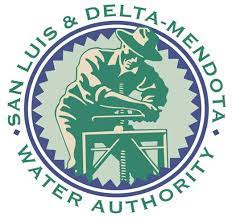 SAN LUIS & DELTA-MENDOTA
WATER AUTHORITY